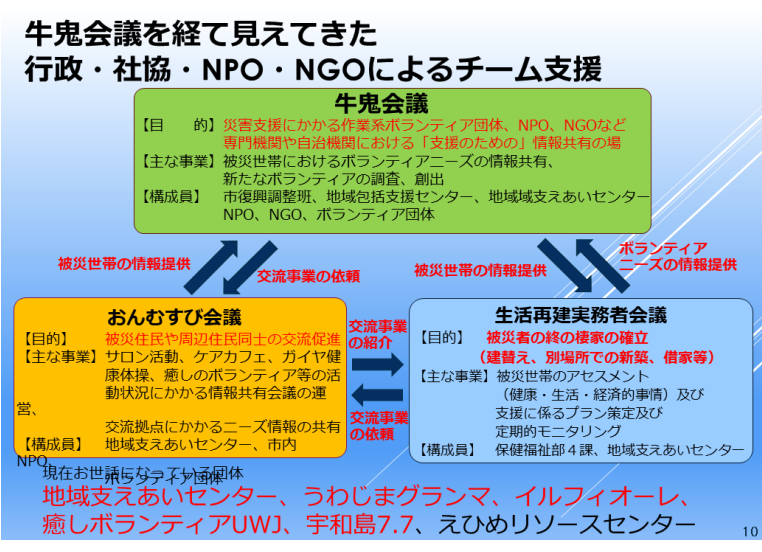 牛鬼会議を経て見えてきた
行政・社協・NPO・NGOによるチーム支援
牛鬼会議
【目　的】災害支援にかかる作業系ボランティア団体、NPO、NGOなど
専門機関や自治機関における「支援のための」情報共有の場
【主な事業】被災世帯におけるボランティアニーズの情報共有、
新たなボランティアの調査、創出
【構成員】　市復興調整班、地域包括支援センター、地域域支えあいセンター
NPO、NGO、ボランティア団体
被災世帯の情報提供
交流事業の依頼
被災世帯の情報提供
ボランティア
ニーズの情報提供
おんむすび会議
【目的】　被災住民や周辺住民同士の交流促進
【主な事業】サロン活動、ケアカフェ、ガイヤ健
康体操、癒しのボランティア等の活
動状況にかかる情報共有会議の運
営、
交流拠点にかかるニーズ情報の共有
【構成員】　地域支えあいセンター、市内
NPO、
ボランティア団体
交流事業
の紹介
交流事業
の依頼
生活再建実務者会議
【目的】　被災者の終の棲家の確立
（建替え、別場所での新築、借家等）
【主な事業】被災世帯のアセスメント
（健康・生活・経済的事情）及び
支援に係るプラン策定及び
定期的モニタリング
【構成員】　保健福祉部４課、地域支えあいセンター
現在お世話になっている団体
地域支えあいセンター、うわじまグランマ、イルフィオーレ、
癒しボランティアUWJ、宇和島7.7、えひめリソースセンター
10